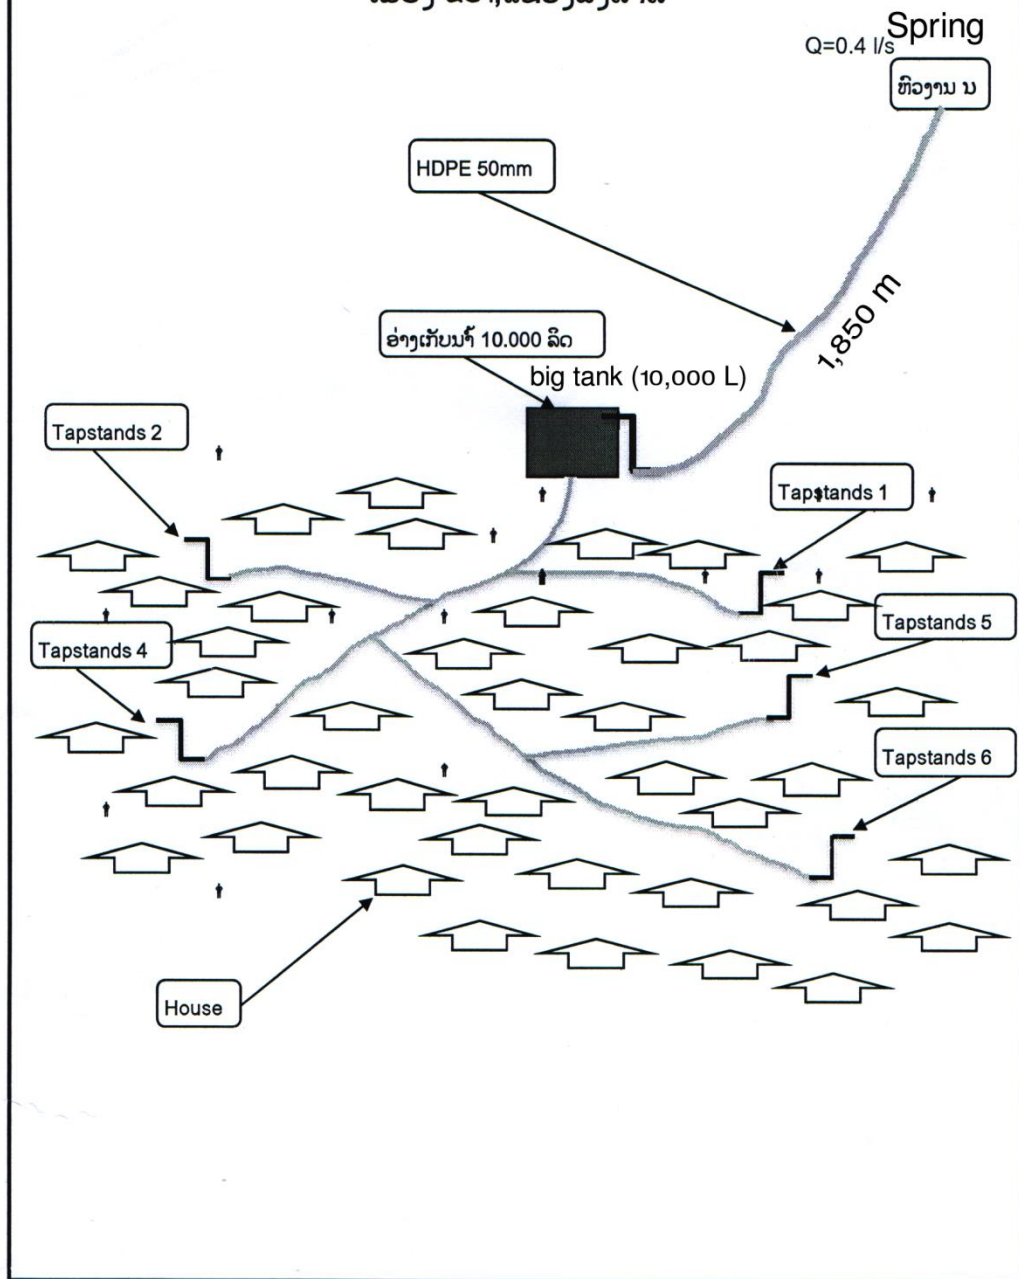 Spring
Q=0.4 l/s
ຫົວງານ ນ
HDPE 50mm
1,850 m
ອ່າງເກັບນ້ຳ 10.000 ລິດ
big tank (10,000 L)
Tapstands 2
Tapstands 1
Tapstands 5
Tapstands 4
Tapstands 6
House